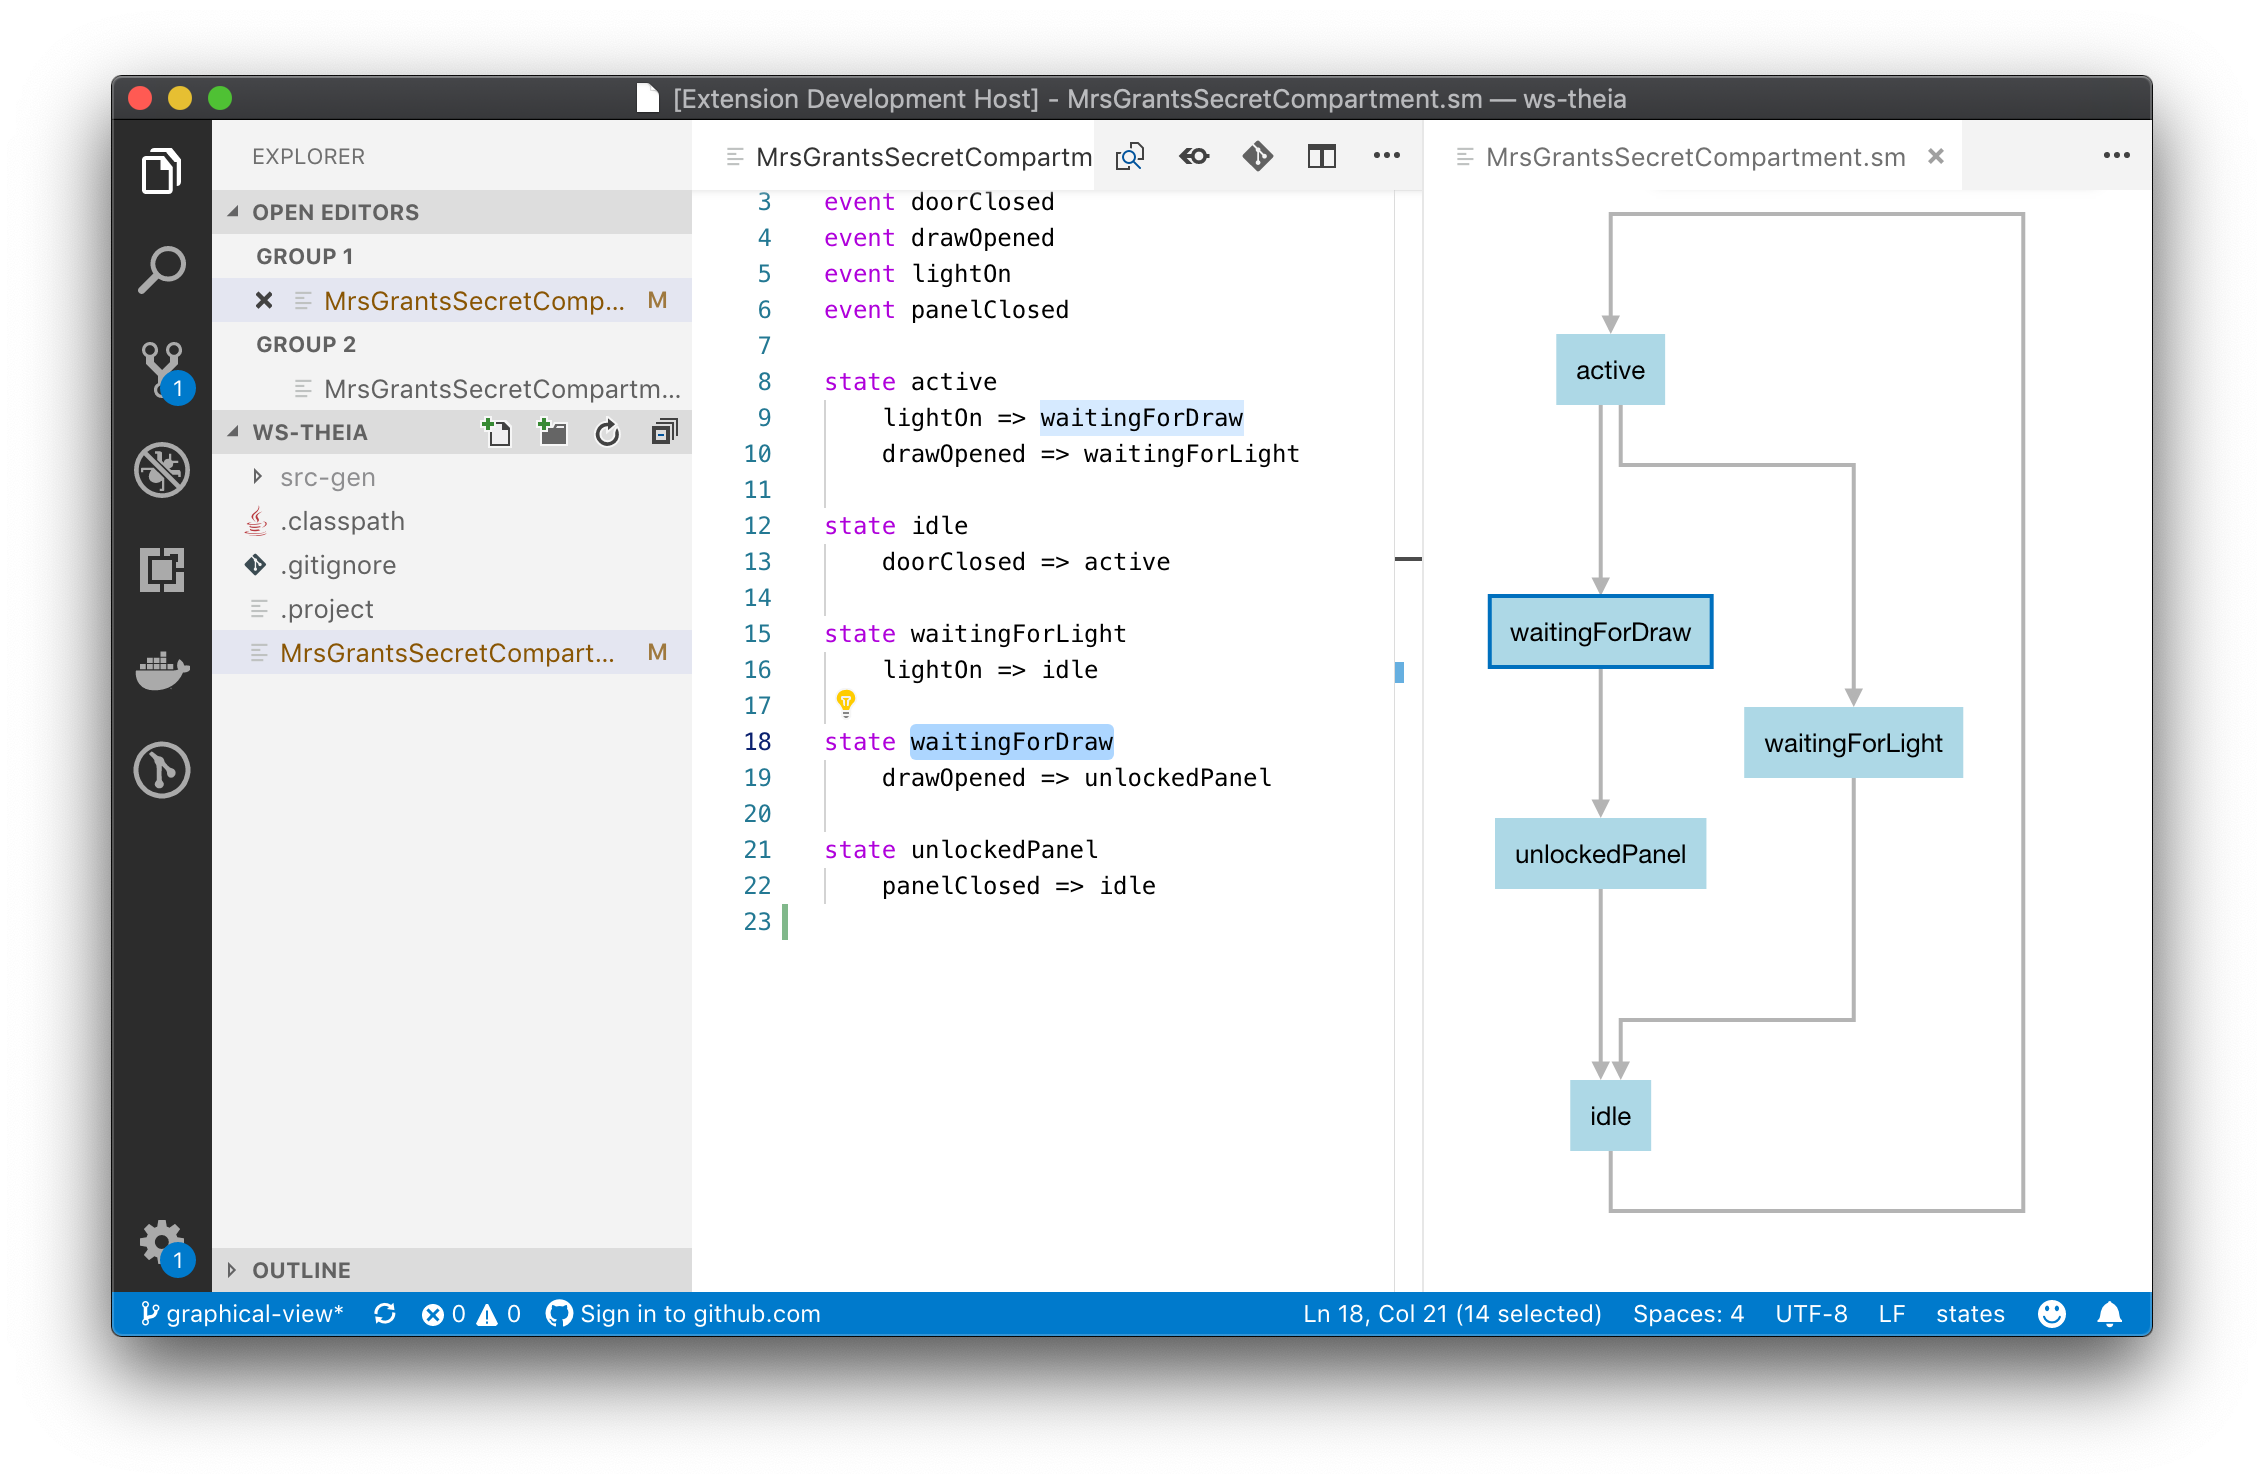 [Extension Development Host] - MrsGrantsSecretCompartment.sm — ws-theia
EXPLORER
OPEN EDITORS
GROUP 1
MrsGrantsSecretComp... M
GROUP 2
MrsGrantsSecretCompartm...
WS-THEIA
src-gen
.classpath
.gitignore
.project
MrsGrantsSecretCompart... M
OUTLINE
1
1
MrsGrantsSecretCompartm
3 event doorClosed
4 event drawOpened
5 event lightOn
6 event panelClosed
7
8 state active
9 lightOn => waitingForDraw
10 drawOpened => waitingForLight
11
12 state idle
13 doorClosed => active
14
15 state waitingForLight
16 lightOn => idle
17
18 state waitingForDraw
19 drawOpened => unlockedPanel
20
21 state unlockedPanel
22 panelClosed => idle
23
MrsGrantsSecretCompartment.sm
active
waitingForDraw
waitingForLight
unlockedPanel
idle
graphical-view* 0 0 Sign in to github.com Ln 18, Col 21 (14 selected) Spaces: 4 UTF-8 LF states